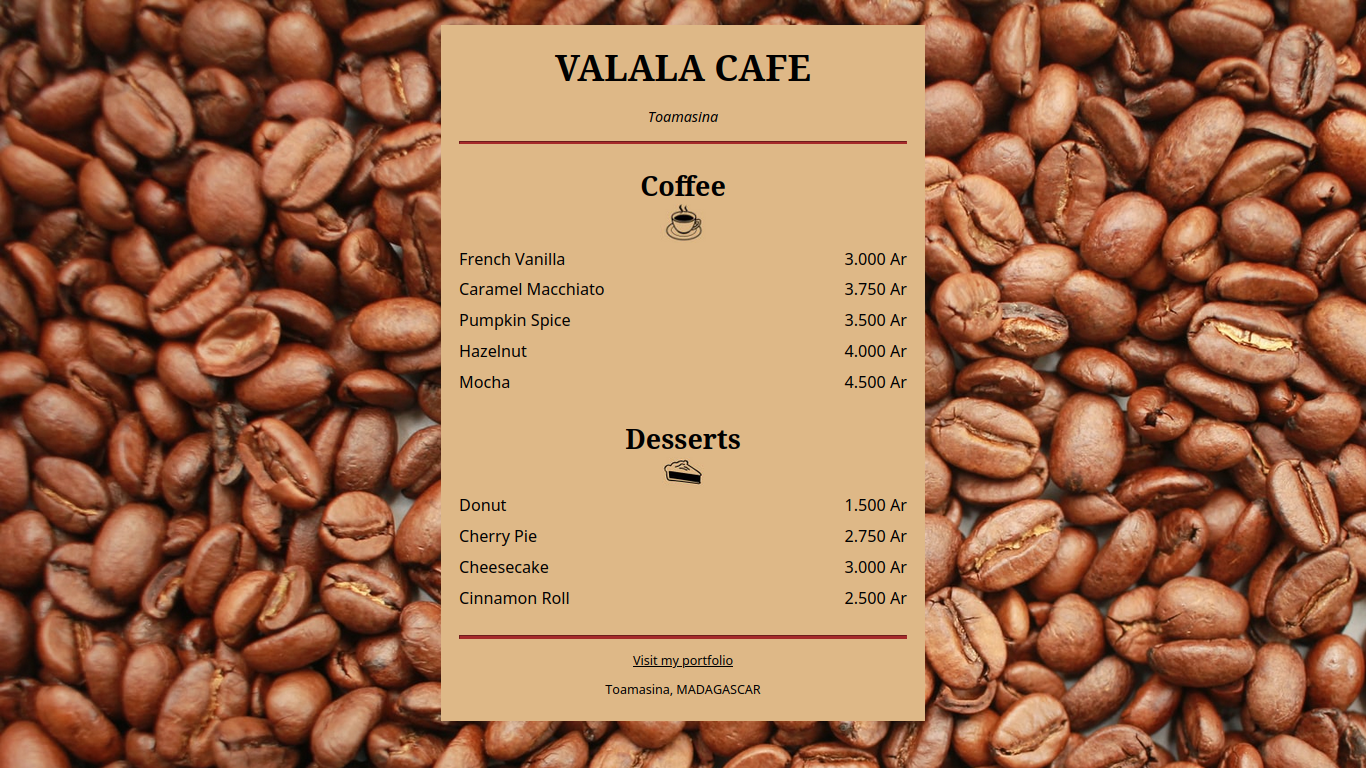 VALALA CAFE
Toamasina
Coffee
French Vanilla 3.000 Ar
Caramel Macchiato 3.750 Ar
Pumpkin Spice 3.500 Ar
Hazelnut 4.000 Ar
Mocha 4.500 Ar
Desserts
Donut 1.500 Ar
Cherry Pie 2.750 Ar
Cheesecake 3.000 Ar
Cinnamon Roll 2.500 Ar
Visit my portfolio
Toamasina, MADAGASCAR